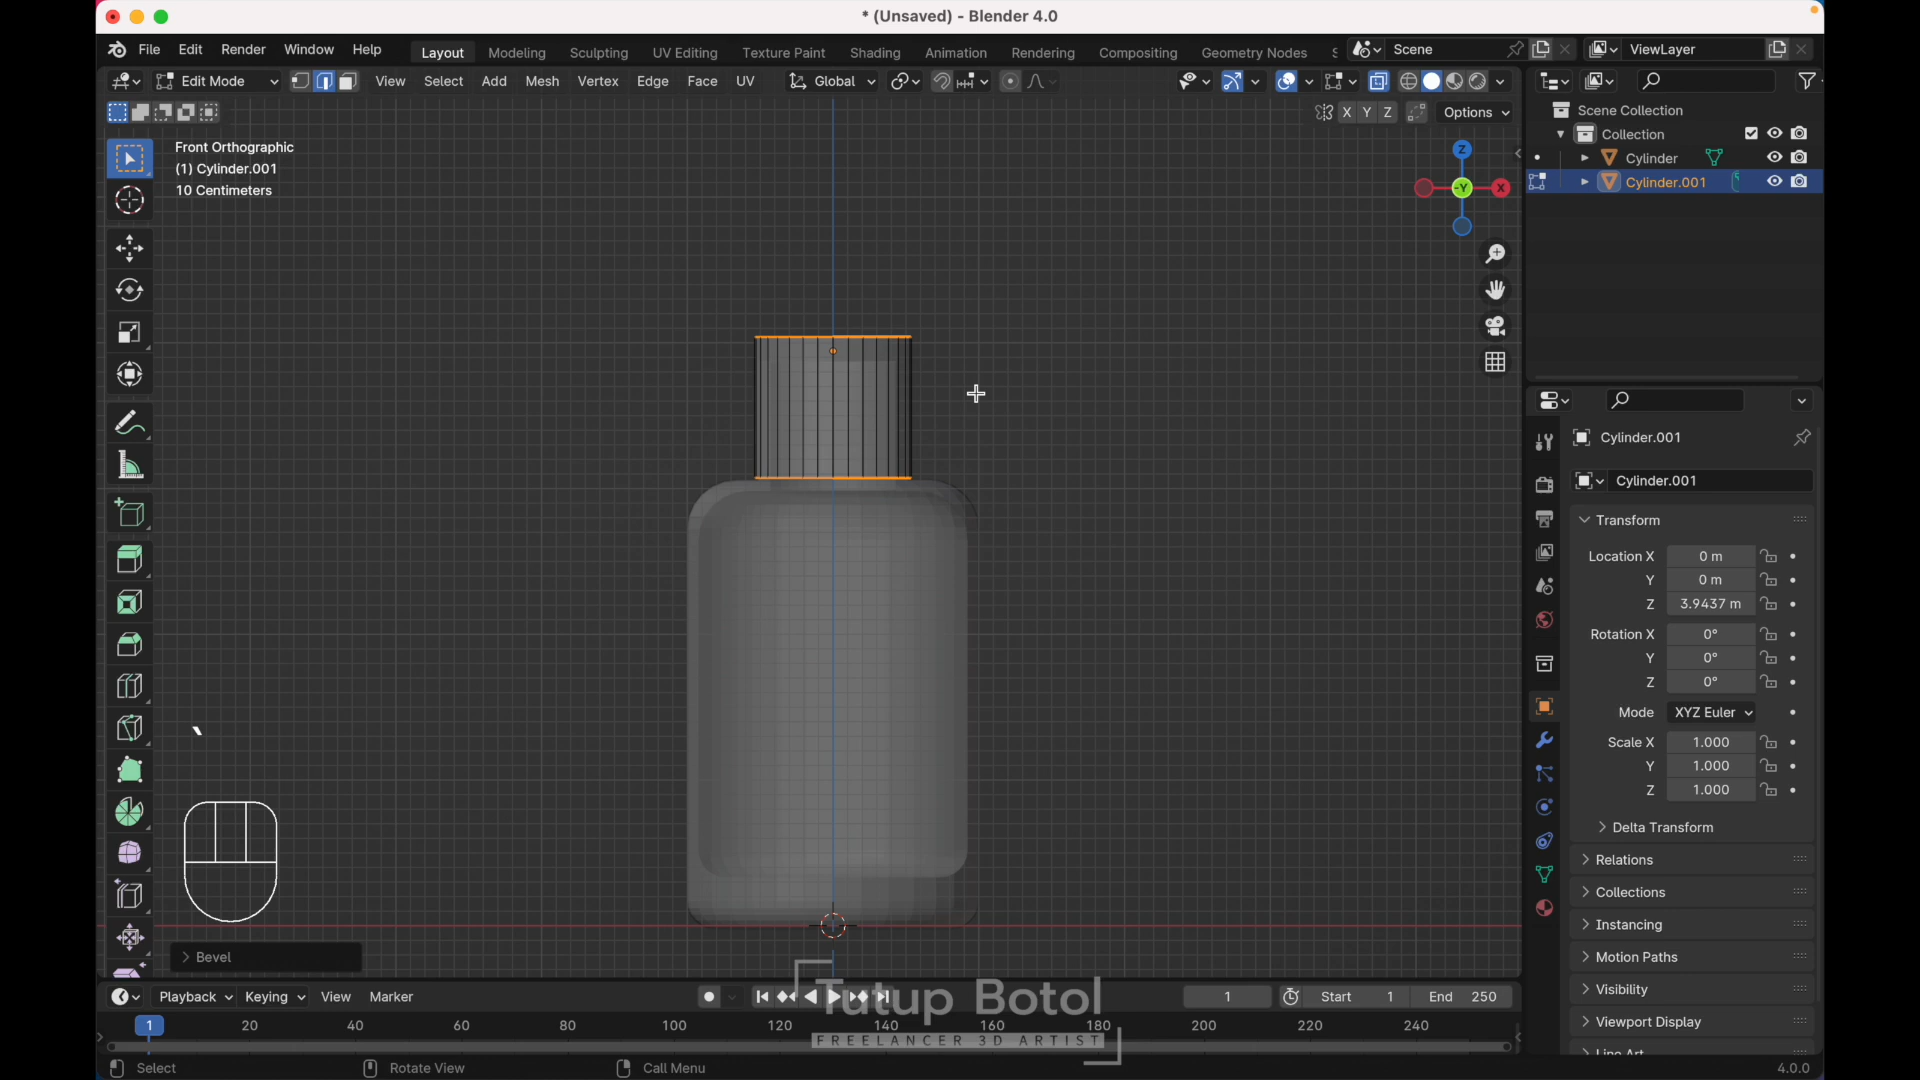 * (Unsaved) - Blender 4.0
File Edit Render Window Help
Layout Modeling Sculpting UV Editing Texture Paint Shading Animation Rendering Compositing Geometry Nodes
Scene
ViewLayer
Edit Mode
View Select Add Mesh Vertex Edge Face UV
Global
X Y Z
Options
Front Orthographic
(1) Cylinder.001
10 Centimeters
Z
-Y
X
Bevel
Scene Collection
Collection
Cylinder
Cylinder.001
Cylinder.001
Cylinder.001
Transform
Location X 0 m
Y 0 m
Z 3.9437 m
Rotation X 0°
Y 0°
Z 0°
Mode XYZ Euler
Scale X 1.000
Y 1.000
Z 1.000
Delta Transform
Relations
Collections
Instancing
Motion Paths
Visibility
Viewport Display
Line Art
Playback Keying View Marker
1
Start 1
End 250
1 20 40 60 80 100 120 140 160 180 200 220 240
Tutup Botol
FREELANCER 3D ARTIST
Select
Rotate View
Call Menu
4.0.0